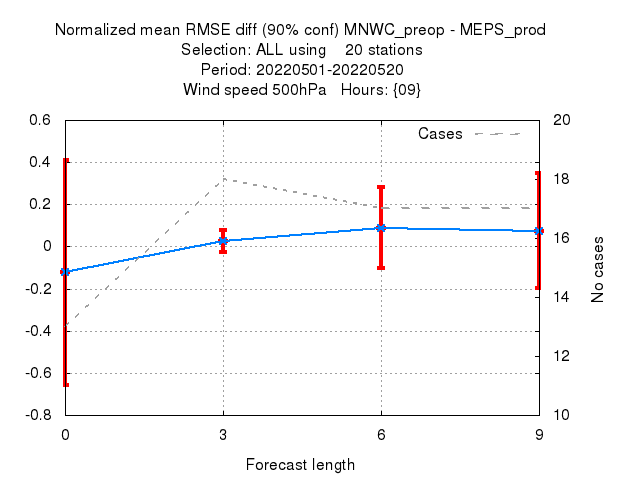 Normalized mean RMSE diff (90% conf) MNWC_preop - MEPS_prod
Selection: ALL using 20 stations
Period: 20220501-20220520
Wind speed 500hPa Hours: {09}
Cases
0.6
0.4
0.2
0
-0.2
-0.4
-0.6
-0.8
20
18
16
14
12
10
No cases
0 3 6 9
Forecast length